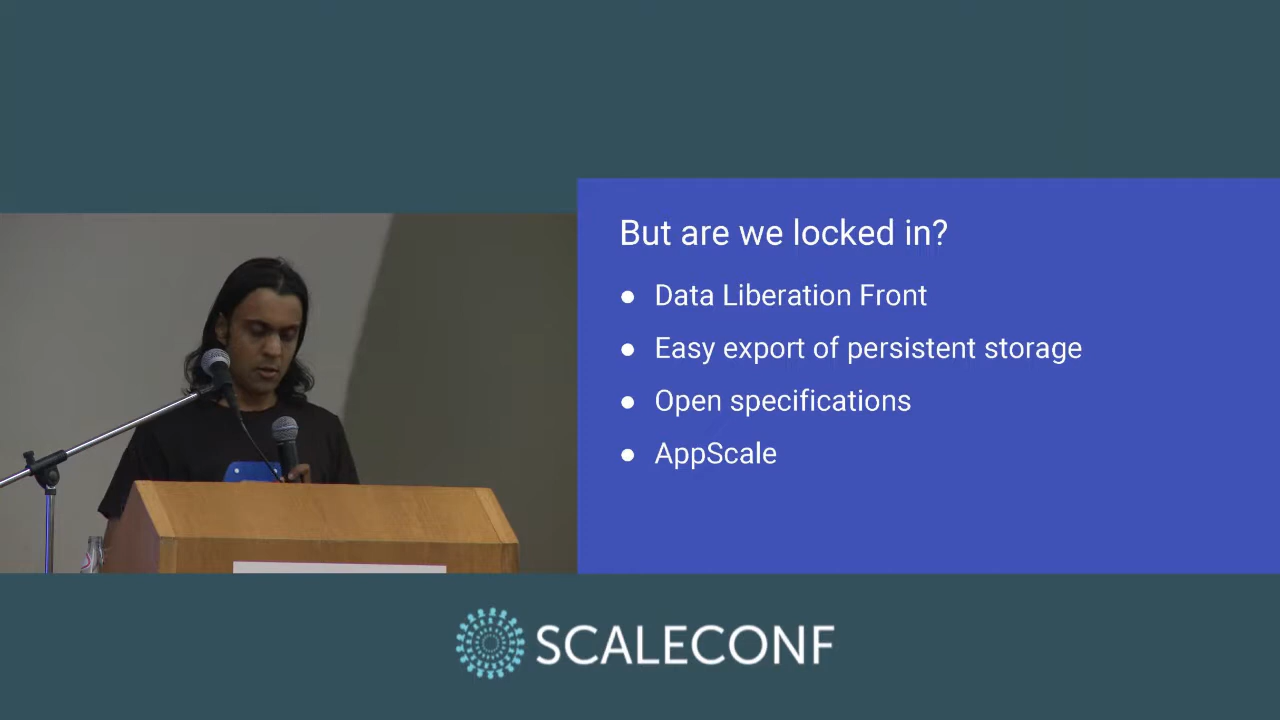 But are we locked in?
● Data Liberation Front
● Easy export of persistent storage
● Open specifications
● AppScale
SCALECONF